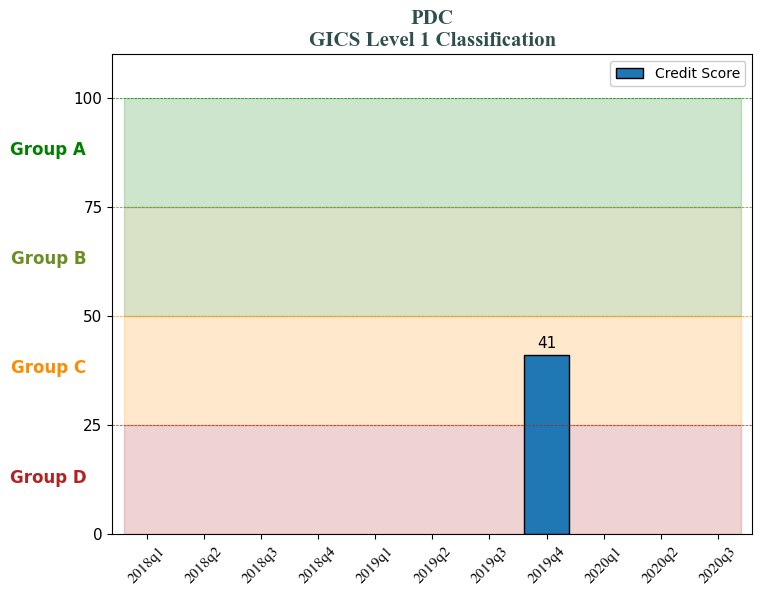 PDC
GICS Level 1 Classification
Credit Score
100
Group A
75
Group B
50
41
Group C
25
Group D
0
2018q1
2018q2
2018q3
2018q4
2019q1
2019q2
2019q3
2019q4
2020q1
2020q2
2020q3